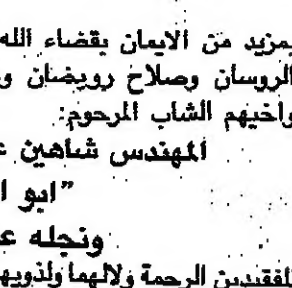 بمزيد من الايمان بقضاء الله
الروسان وصلاح رويضان و
واخيهم الشاب المرحوم:
المهندس شاهين ع
"ابو ا
ونجله ع
للفقيدين الرحمة ولالهما ولذويهم